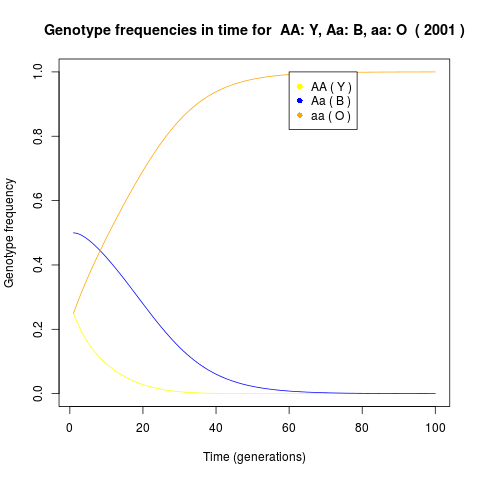 Genotype frequencies in time for  AA: Y, Aa: B, aa: O  ( 2001 )
1.0
0.8
0.6
0.4
0.2
0.0
Genotype frequency
AA ( Y )
Aa ( B )
aa ( O )
0 20 40 60 80 100
Time (generations)